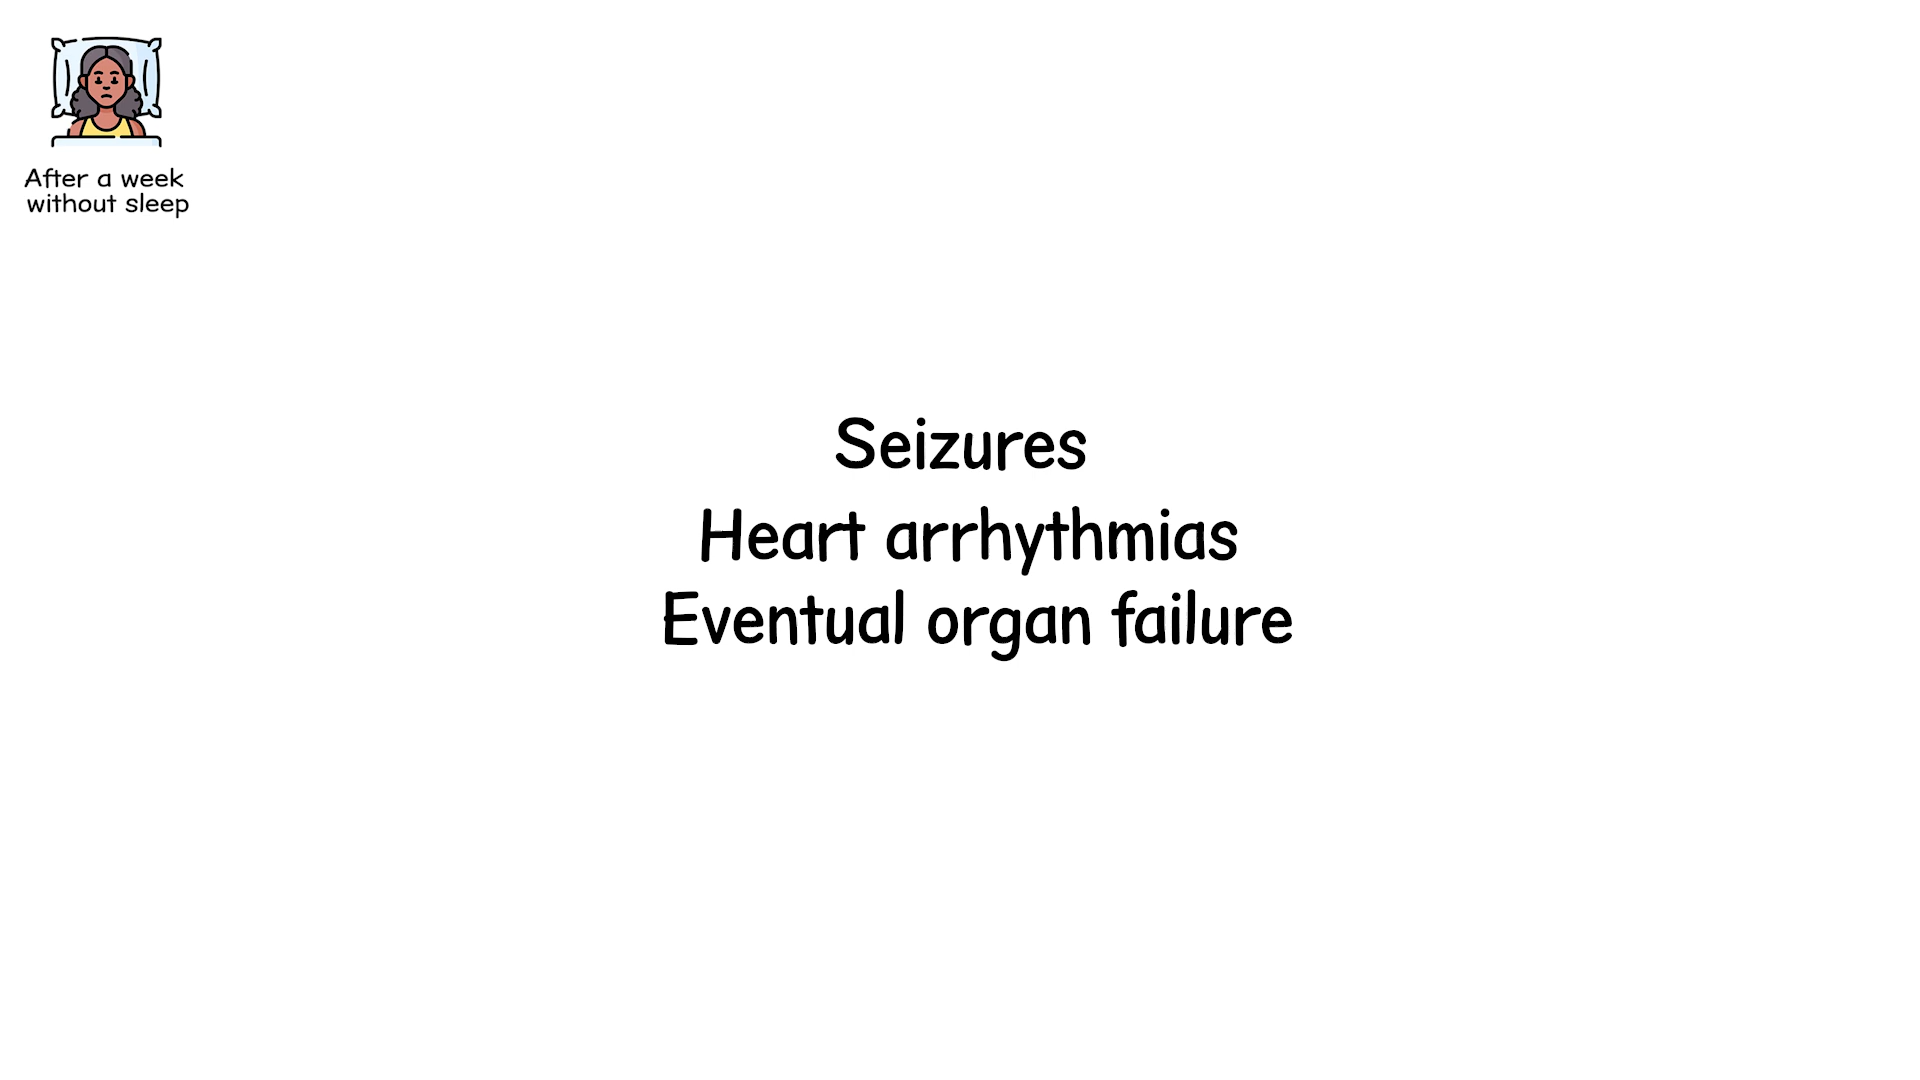 After a week
without sleep
Seizures
Heart arrhythmias
Eventual organ failure